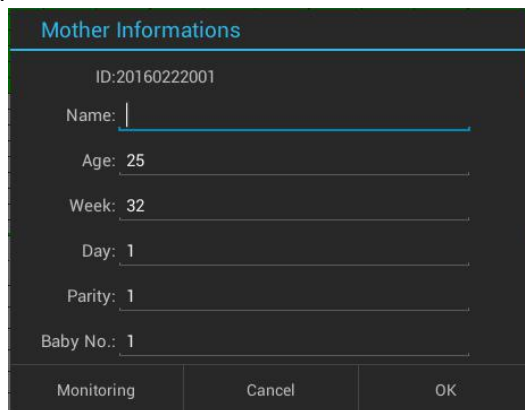 Mother Informations
ID:20160222001
Name:
Age: 25
Week: 32
Day: 1
Parity: 1
Baby No.: 1
Monitoring Cancel OK